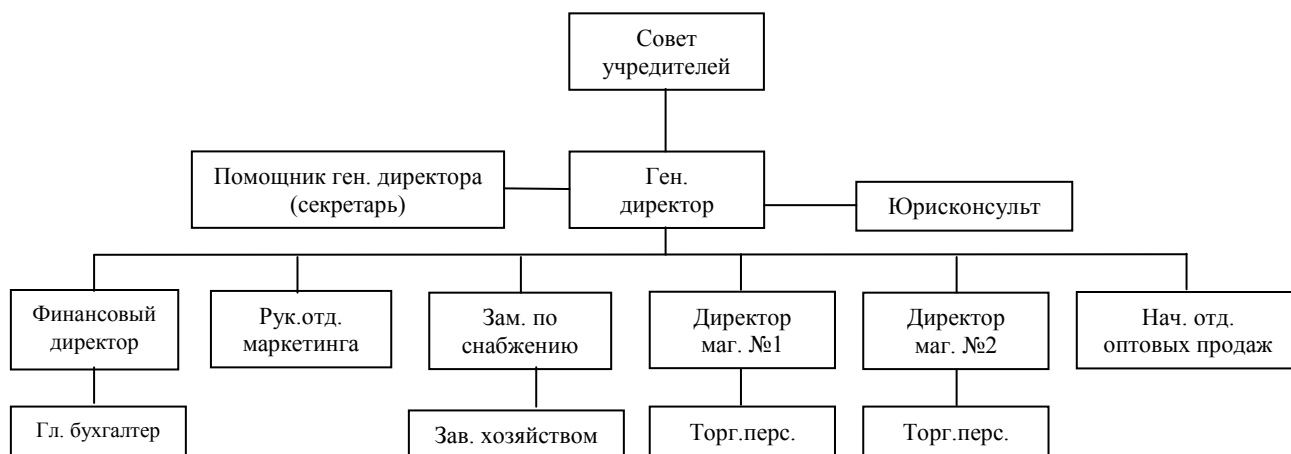 Совет
учредителей
Помощник ген. директора
(секретарь)
Ген.
директор
Юрисконсульт
Финансовый
директор
Рук.отд.
маркетинга
Зам. по
снабжению
Директор
маг. №1
Директор
маг. №2
Нач. отд.
оптовых продаж
Гл. бухгалтер
Зав. хозяйством
Торг.перс.
Торг.перс.